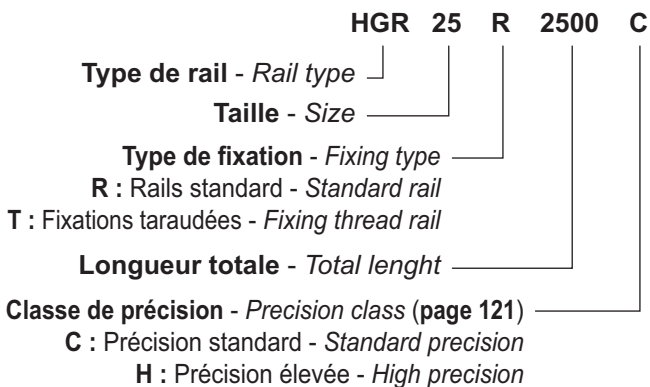 HGR 25 R 2500 C
Type de rail - Rail type
Taille - Size
Type de fixation - Fixing type
R : Rails standard - Standard rail
T : Fixations taraudées - Fixing thread rail
Longueur totale - Total lenght
Classe de précision - Precision class (page 121)
C : Précision standard - Standard precision
H : Précision élevée - High precision